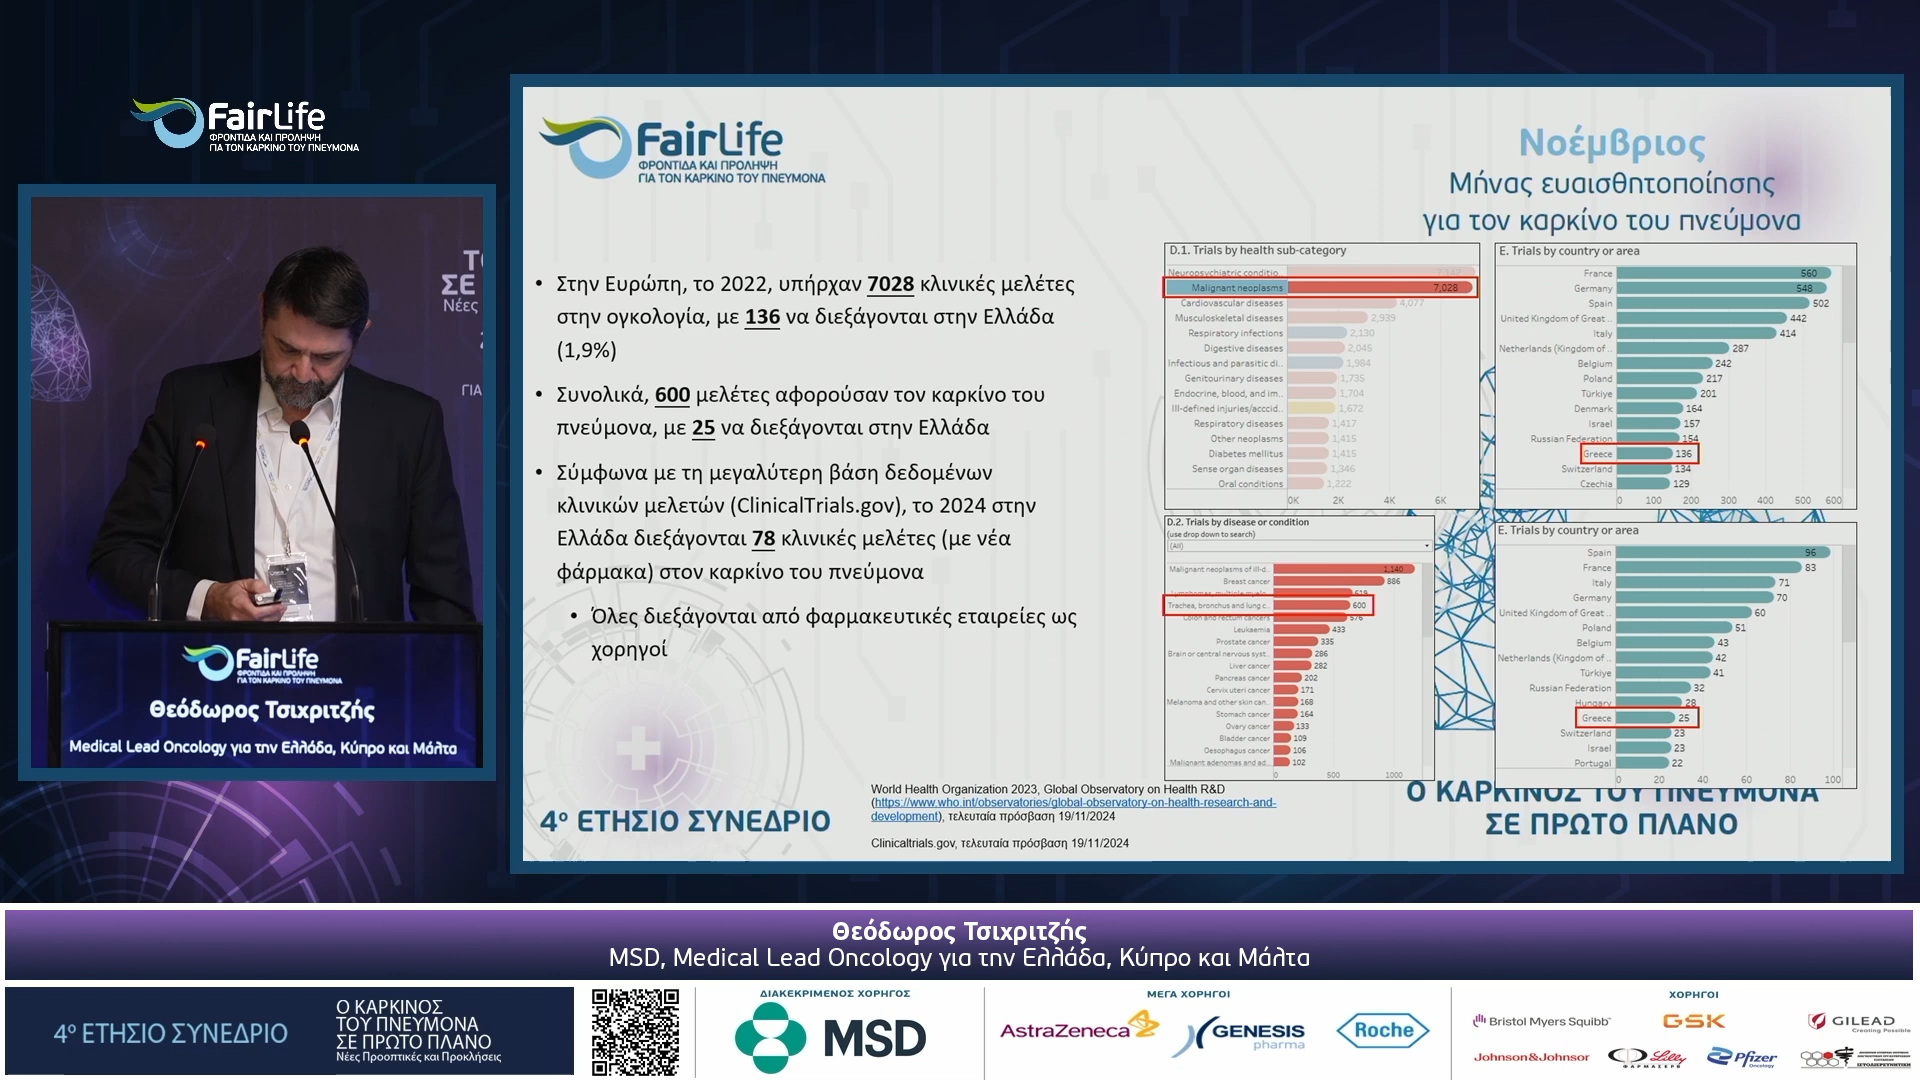 FairLife
ΦΡΟΝΤΙΔΑ ΚΑΙ ΠΡΟΛΗΨΗ
ΓΙΑ ΤΟΝ ΚΑΡΚΙΝΟ ΤΟΥ ΠΝΕΥΜΟΝΑ
FairLife
ΦΡΟΝΤΙΔΑ ΚΑΙ ΠΡΟΛΗΨΗ
ΓΙΑ ΤΟΝ ΚΑΡΚΙΝΟ ΤΟΥ ΠΝΕΥΜΟΝΑ
Νοέμβριος
Μήνας ευαισθητοποίησης
για τον καρκίνο του πνεύμονα
• Στην Ευρώπη, το 2022, υπήρχαν 7028 κλινικές μελέτες
στην ογκολογία, με 136 να διεξάγονται στην Ελλάδα
(1,9%)
• Συνολικά, 600 μελέτες αφορούσαν τον καρκίνο του
πνεύμονα, με 25 να διεξάγονται στην Ελλάδα
• Σύμφωνα με τη μεγαλύτερη βάση δεδομένων
κλινικών μελετών (ClinicalTrials.gov), το 2024 στην
Ελλάδα διεξάγονται 78 κλινικές μελέτες (με νέα
φάρμακα) στον καρκίνο του πνεύμονα
• Όλες διεξάγονται από φαρμακευτικές εταιρείες ως
χορηγοί
D.1. Trials by health sub-category
Neuropsychiatric conditio..
Malignant neoplasms 7,028
Cardiovascular diseases 4,077
Musculoskeletal diseases 2,939
Respiratory infections 2,130
Digestive diseases 2,045
Infectious and parasitic di.. 1,984
Genitourinary diseases 1,735
Endocrine, blood, and im.. 1,704
Ill-defined injuries/acccid.. 1,672
Respiratory diseases 1,417
Other neoplasms 1,415
Diabetes mellitus 1,415
Sense organ diseases 1,346
Oral conditions 1,222
0K 2K 4K 6K
E. Trials by country or area
France 560
Germany 548
Spain 502
United Kingdom of Great .. 442
Italy 414
Netherlands (Kingdom of .. 287
Belgium 242
Poland 217
Türkiye 201
Denmark 164
Israel 157
Russian Federation 154
Greece 136
Switzerland 134
Czechia 129
0 100 200 300 400 500 600
D.2. Trials by disease or condition
(use drop down to search)
(All)
Malignant neoplasms of ill-d.. 1,140
Breast cancer 886
Lymphomas, multiple myelo.. 619
Trachea, bronchus and lung c.. 600
Colon and rectum cancers 576
Leukaemia 433
Prostate cancer 335
Brain or central nervous syst.. 286
Liver cancer 282
Pancreas cancer 202
Cervix uteri cancer 171
Melanoma and other skin can.. 168
Stomach cancer 164
Ovary cancer 133
Bladder cancer 109
Oesophagus cancer 106
Malignant adenomas and ad.. 102
0 500 1000
E. Trials by country or area
Spain 96
France 83
Italy 71
Germany 70
United Kingdom of Great .. 60
Poland 51
Belgium 43
Netherlands (Kingdom of .. 42
Türkiye 41
Russian Federation 32
Hungary 28
Greece 25
Switzerland 23
Israel 23
Portugal 22
0 20 40 60 80 100
World Health Organization 2023, Global Observatory on Health R&D
(https://www.who.int/observatories/global-observatory-on-health-research-and-
development), τελευταία πρόσβαση 19/11/2024
Clinicaltrials.gov, τελευταία πρόσβαση 19/11/2024
4ο ΕΤΗΣΙΟ ΣΥΝΕΔΡΙΟ
Ο ΚΑΡΚΙΝΟΣ ΤΟΥ ΠΝΕΥΜΟΝΑ
ΣΕ ΠΡΩΤΟ ΠΛΑΝΟ
ΣΕ
Νέες
FairLife
ΦΡΟΝΤΙΔΑ ΚΑΙ ΠΡΟΛΗΨΗ
ΓΙΑ ΤΟΝ ΚΑΡΚΙΝΟ ΤΟΥ ΠΝΕΥΜΟΝΑ
Θεόδωρος Τσιχριτζής
Medical Lead Oncology για την Ελλάδα, Κύπρο και Μάλτα
Θεόδωρος Τσιχριτζής
MSD, Medical Lead Oncology για την Ελλάδα, Κύπρο και Μάλτα
4ο ΕΤΗΣΙΟ ΣΥΝΕΔΡΙΟ
Ο ΚΑΡΚΙΝΟΣ
ΤΟΥ ΠΝΕΥΜΟΝΑ
ΣΕ ΠΡΩΤΟ ΠΛΑΝΟ
Νέες Προοπτικές και Προκλήσεις
ΔΙΑΚΕΚΡΙΜΕΝΟΣ ΧΟΡΗΓΟΣ
MSD
ΜΕΓΑ ΧΟΡΗΓΟΙ
AstraZeneca
GENESIS
pharma
Roche
ΧΟΡΗΓΟΙ
Bristol Myers Squibb
GSK
GILEAD
Creating Possible
Johnson&Johnson
Lilly
ΦΑΡΜΑΣΕΡΒ
Pfizer
Oncology